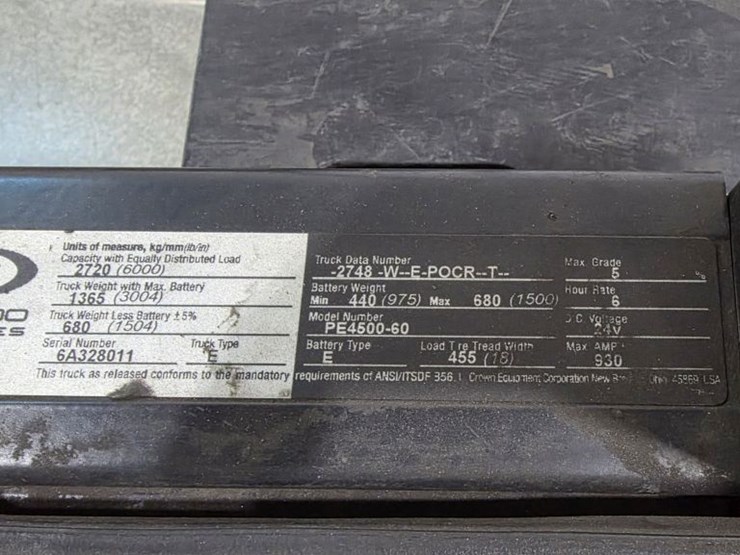 Units of measure, kg/mm(lb/in)
Capacity with Equally Distributed Load
2720 (6000)
Truck Weight with Max. Battery
1365 (3004)
Truck Weight Less Battery ±5%
680 (1504)
Serial Number Truck Type
6A328011 E
Truck Data Number Max. Grade
-2748 -W--E-POCR--T-- 5 %
Battery Weight Hour Rate
Min 440 (975) Max 680 (1500) 6
Model Number D.C. Voltage
PE4500-60 24V
Battery Type Load Tire Tread Width Max AMP
E 455 (18) 930
This truck as released conforms to the mandatory requirements of ANSI/ITSDF B56.1 Crown Equipment Corporation New Ohio 45869 USA